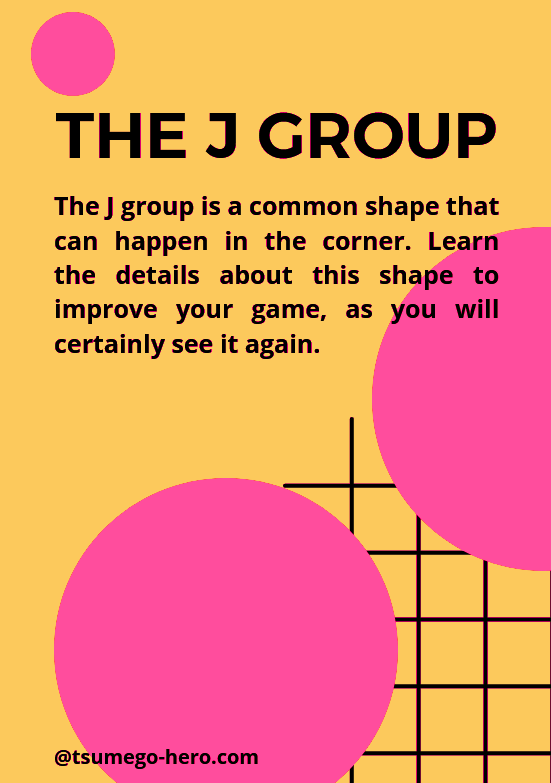 THE J GROUP
The J group is a common shape that
can happen in the corner. Learn
the details about this shape to
improve your game, as you will
certainly see it again.
@tsumego-hero.com